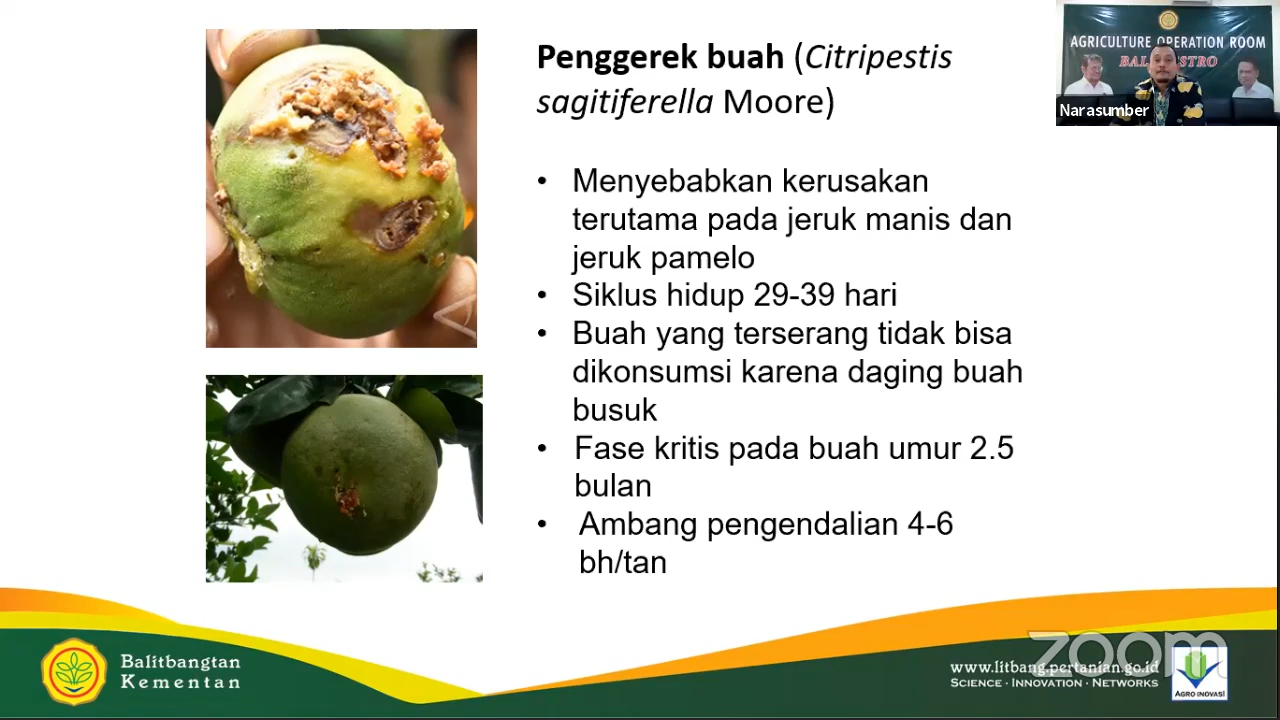 Penggerek buah (Citripestis
sagitiferella Moore)
• Menyebabkan kerusakan
terutama pada jeruk manis dan
jeruk pamelo
• Siklus hidup 29-39 hari
• Buah yang terserang tidak bisa
dikonsumsi karena daging buah
busuk
• Fase kritis pada buah umur 2.5
bulan
• Ambang pengendalian 4-6
bh/tan
AGRICULTURE OPERATION ROOM
Narasumber
Balitbangtan
Kementan
zoom
www.litbang.pertanian.go.id
SCIENCE · INNOVATION · NETWORKS
AGRO INOVASI